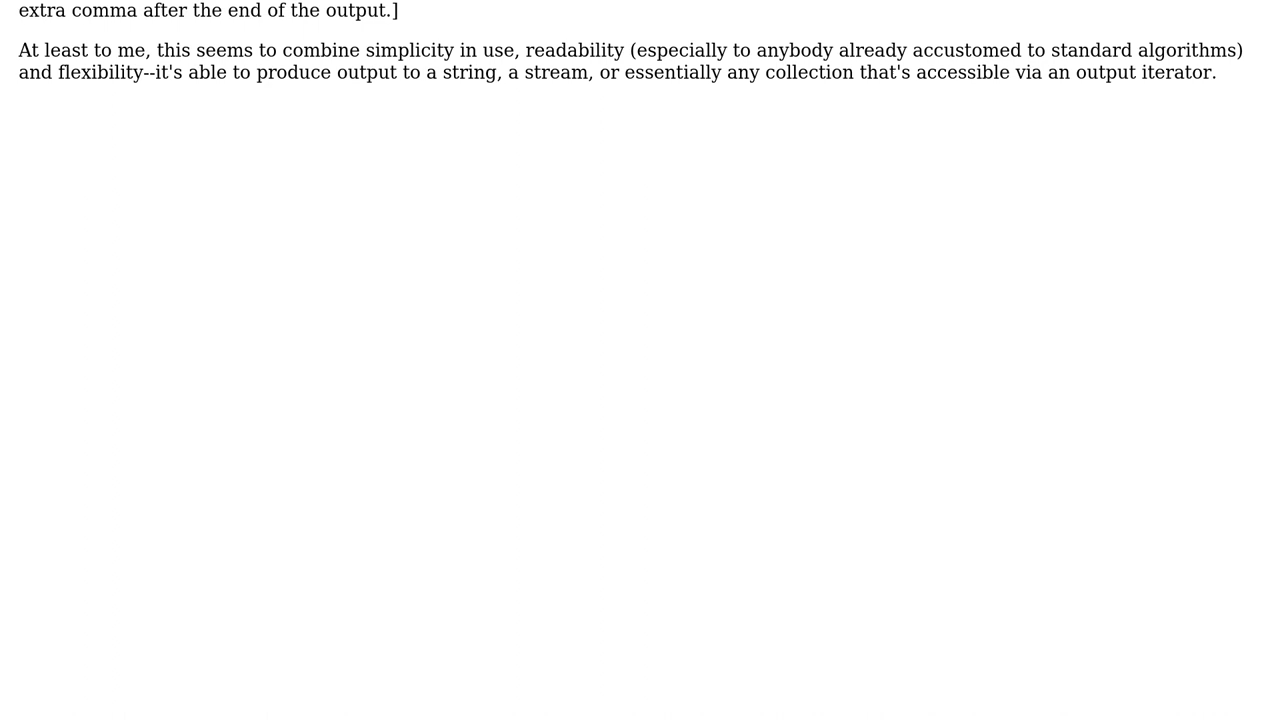 extra comma after the end of the output.]
At least to me, this seems to combine simplicity in use, readability (especially to anybody already accustomed to standard algorithms)
and flexibility--it's able to produce output to a string, a stream, or essentially any collection that's accessible via an output iterator.